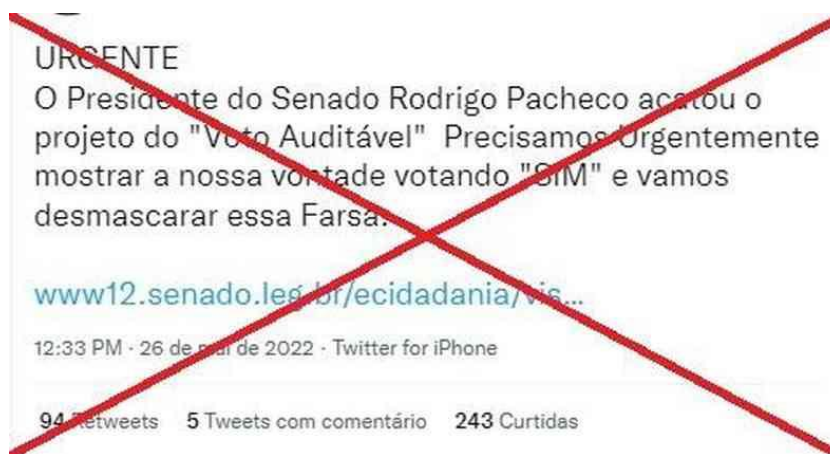 URGENTE
O Presidente do Senado Rodrigo Pacheco acatou o
projeto do "Voto Auditável"  Precisamos Urgentemente
mostrar a nossa vontade votando "SIM" e vamos
desmascarar essa Farsa.
www12.senado.leg.br/ecidadania/vis...
12:33 PM · 26 de mai de 2022 · Twitter for iPhone
94 Retweets 5 Tweets com comentário 243 Curtidas